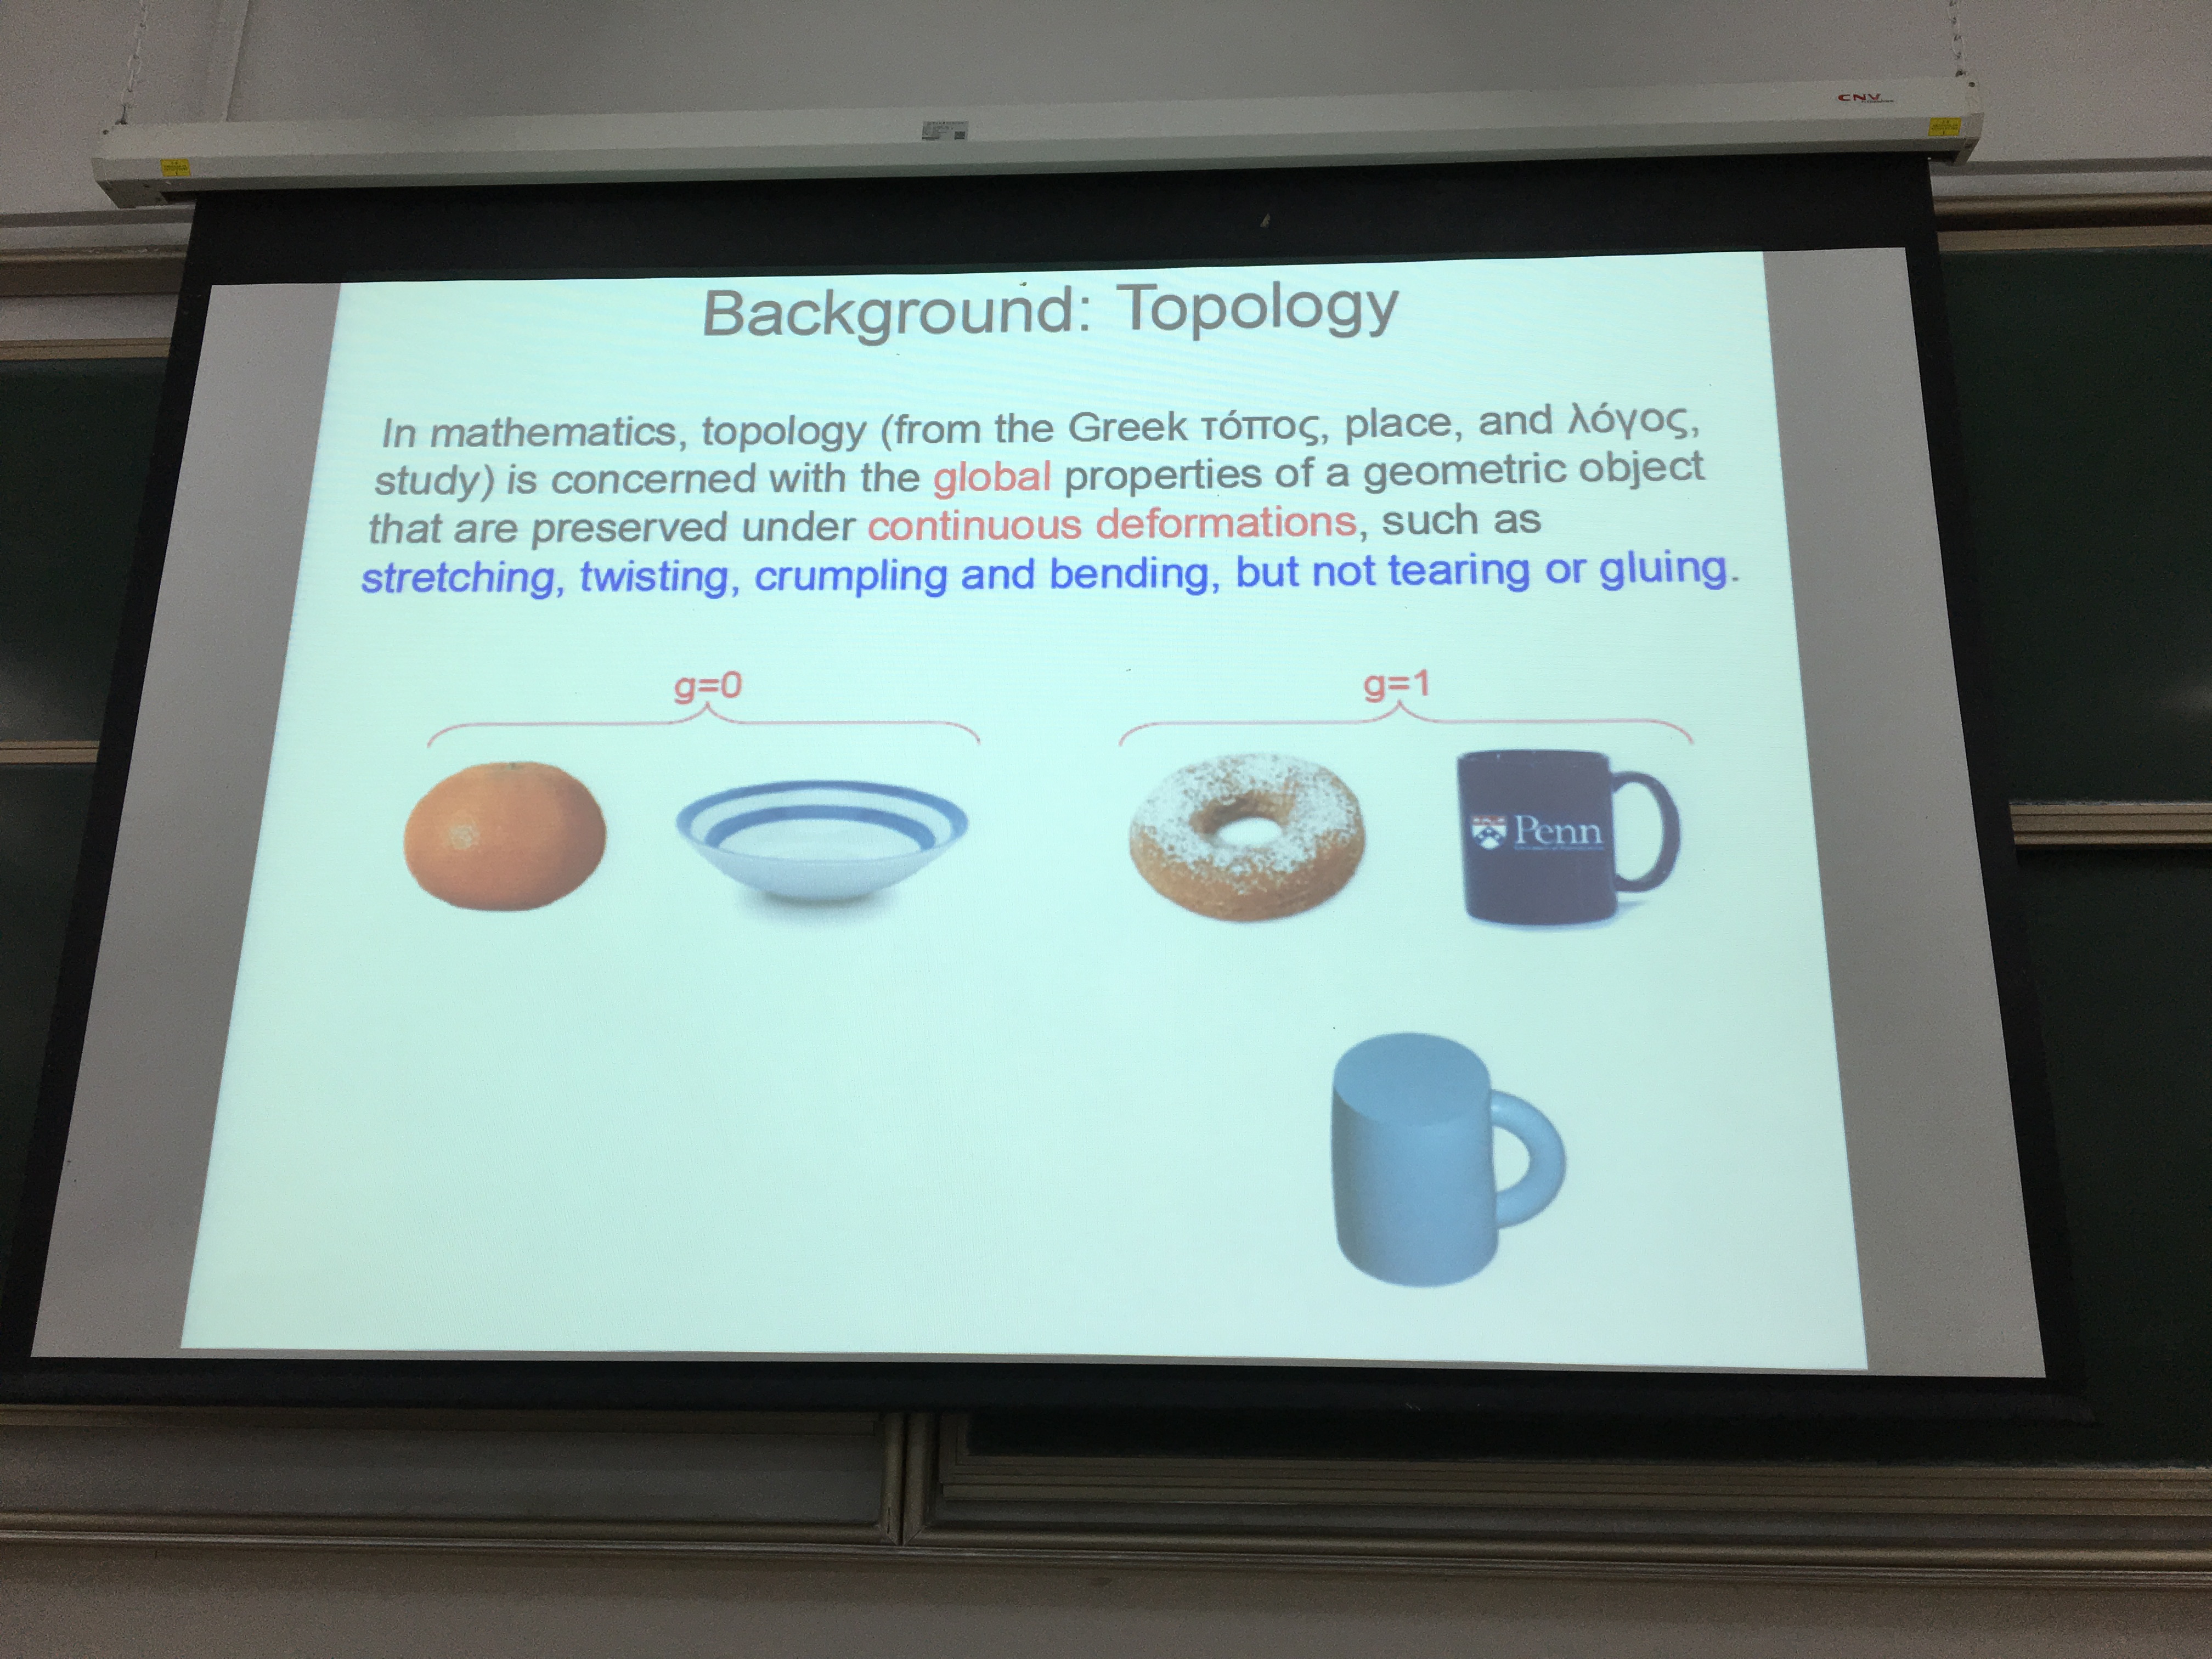 CNV
Background: Topology
In mathematics, topology (from the Greek τόπος, place, and λόγος,
study) is concerned with the global properties of a geometric object
that are preserved under continuous deformations, such as
stretching, twisting, crumpling and bending, but not tearing or gluing.
g=0
g=1
Penn